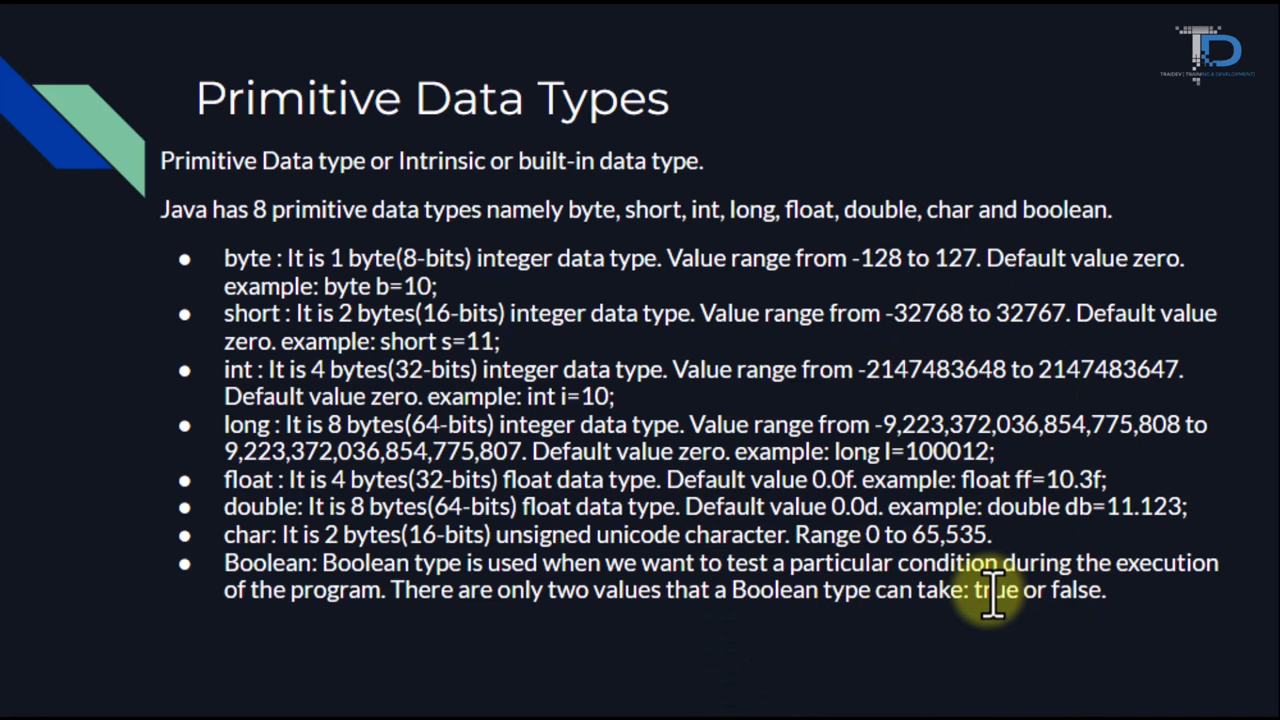 TD
TRAIDEV | TRAINING & DEVELOPMENT)
Primitive Data Types
Primitive Data type or Intrinsic or built-in data type.
Java has 8 primitive data types namely byte, short, int, long, float, double, char and boolean.
● byte : It is 1 byte(8-bits) integer data type. Value range from -128 to 127. Default value zero.
example: byte b=10;
● short : It is 2 bytes(16-bits) integer data type. Value range from -32768 to 32767. Default value
zero. example: short s=11;
● int : It is 4 bytes(32-bits) integer data type. Value range from -2147483648 to 2147483647.
Default value zero. example: int i=10;
● long : It is 8 bytes(64-bits) integer data type. Value range from -9,223,372,036,854,775,808 to
9,223,372,036,854,775,807. Default value zero. example: long l=100012;
● float : It is 4 bytes(32-bits) float data type. Default value 0.0f. example: float ff=10.3f;
● double: It is 8 bytes(64-bits) float data type. Default value 0.0d. example: double db=11.123;
● char: It is 2 bytes(16-bits) unsigned unicode character. Range 0 to 65,535.
● Boolean: Boolean type is used when we want to test a particular condition during the execution
of the program. There are only two values that a Boolean type can take: true or false.